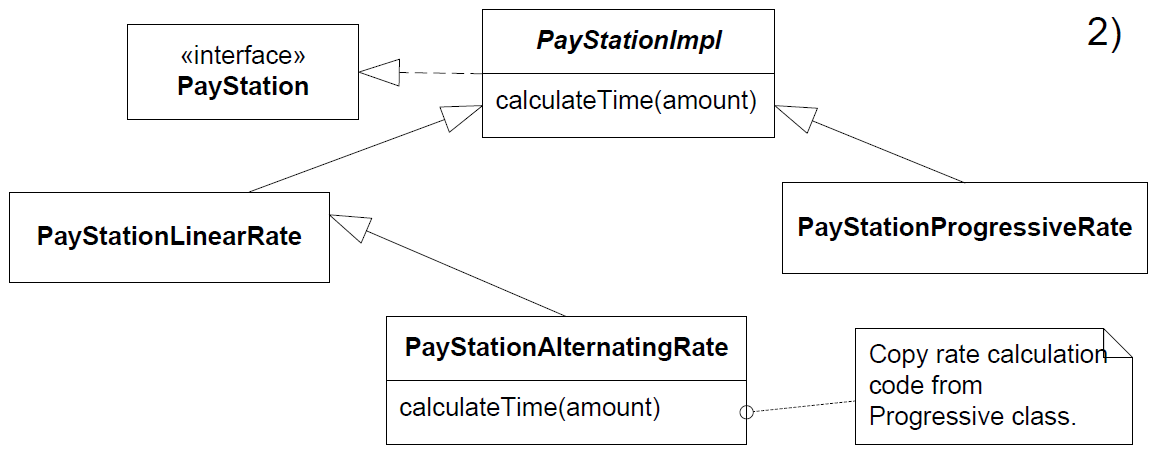 2)
«interface»
PayStation
PayStationImpl
calculateTime(amount)
PayStationLinearRate
PayStationProgressiveRate
PayStationAlternatingRate
calculateTime(amount)
Copy rate calculation
code from
Progressive class.